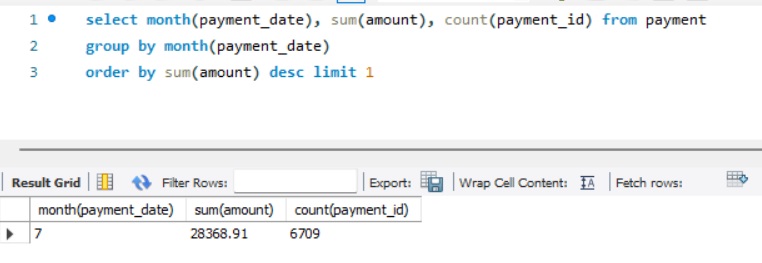 1 select month(payment_date), sum(amount), count(payment_id) from payment
2 group by month(payment_date)
3 order by sum(amount) desc limit 1
Result Grid Filter Rows: Export: Wrap Cell Content: IA Fetch rows:
month(payment_date) sum(amount) count(payment_id)
7 28368.91 6709